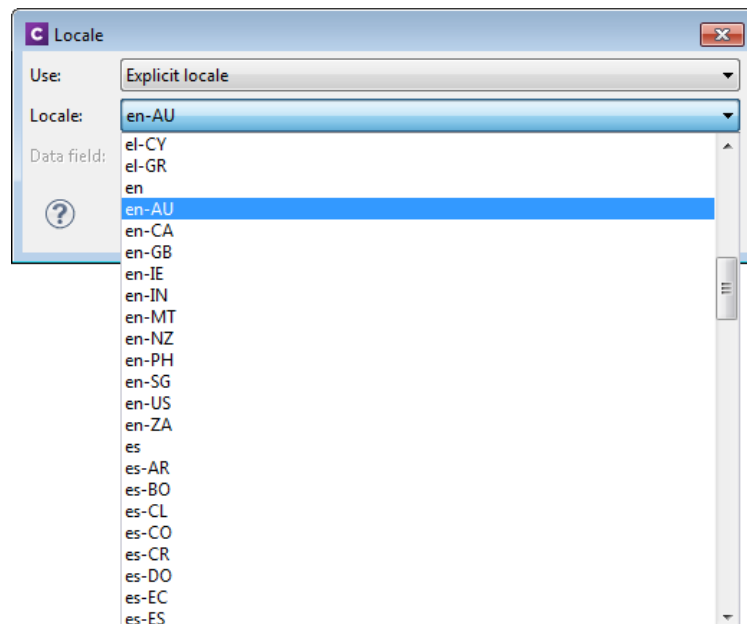 C Locale
Use: Explicit locale
Locale: en-AU
Data field:
?
el-CY
el-GR
en
en-AU
en-CA
en-GB
en-IE
en-IN
en-MT
en-NZ
en-PH
en-SG
en-US
en-ZA
es
es-AR
es-BO
es-CL
es-CO
es-CR
es-DO
es-EC
es-ES